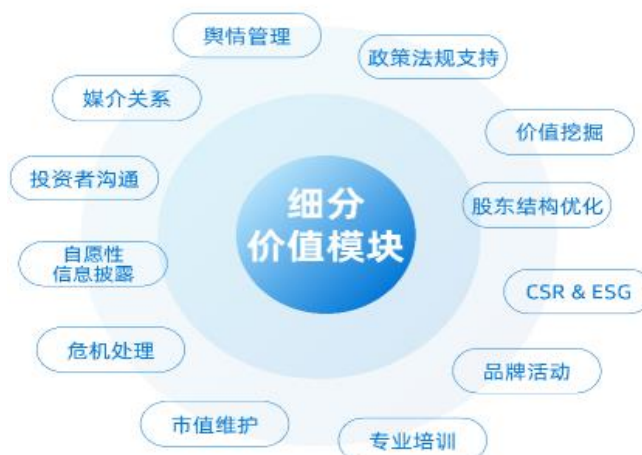 舆情管理
政策法规支持
媒介关系
价值挖掘
投资者沟通
细分
价值模块
股东结构优化
自愿性
信息披露
CSR & ESG
危机处理
品牌活动
市值维护
专业培训